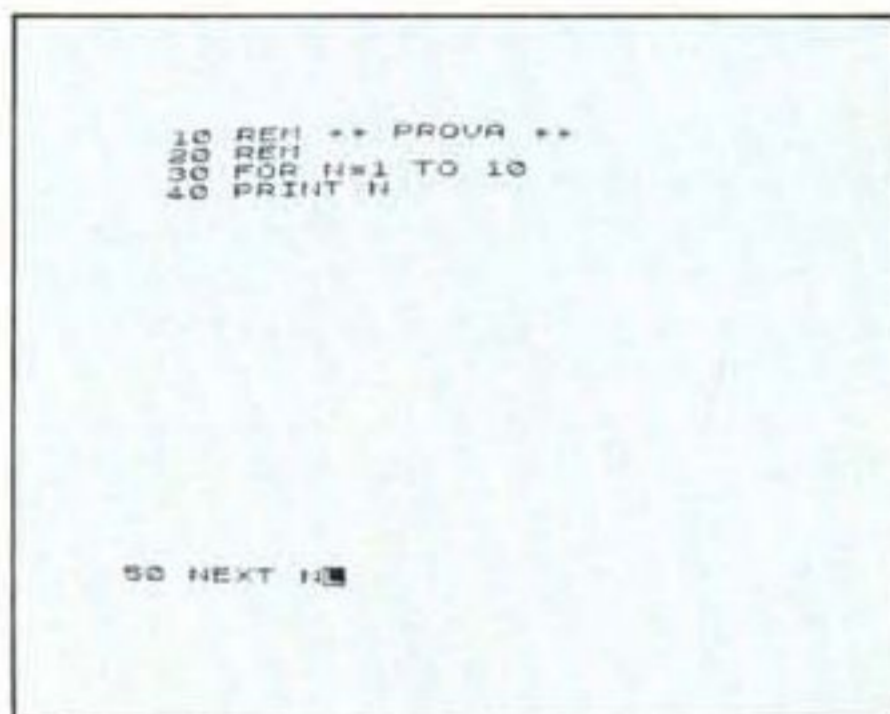 10 REM ** PROVA **
20 REM
30 FOR N=1 TO 10
40 PRINT N
50 NEXT N